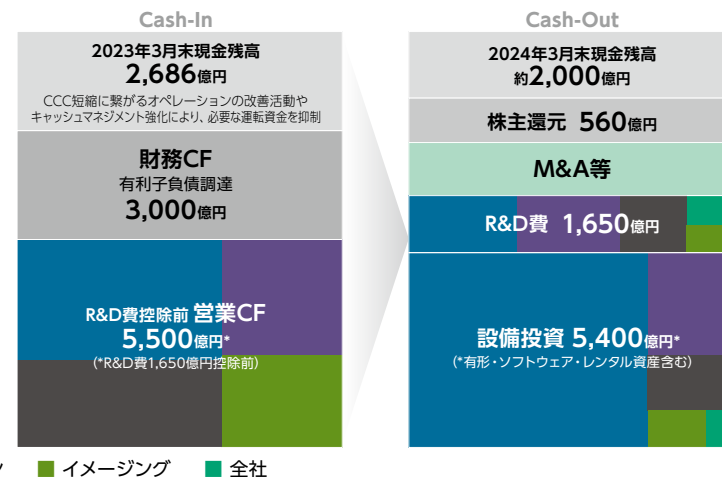 Cash-In
2023年3月末現金残高
2,686億円
CCC短縮に繋がるオペレーションの改善活動や
キャッシュマネジメント強化により、必要な運転資金を抑制
財務CF
有利子負債調達
3,000億円
R&D費控除前 営業CF
5,500億円*
(*R&D費1,650億円控除前)
Cash-Out
2024年3月末現金残高
約2,000億円
株主還元 560億円
M&A等
R&D費 1,650億円
設備投資 5,400億円*
(*有形・ソフトウェア・レンタル資産含む)
イメージング 全社